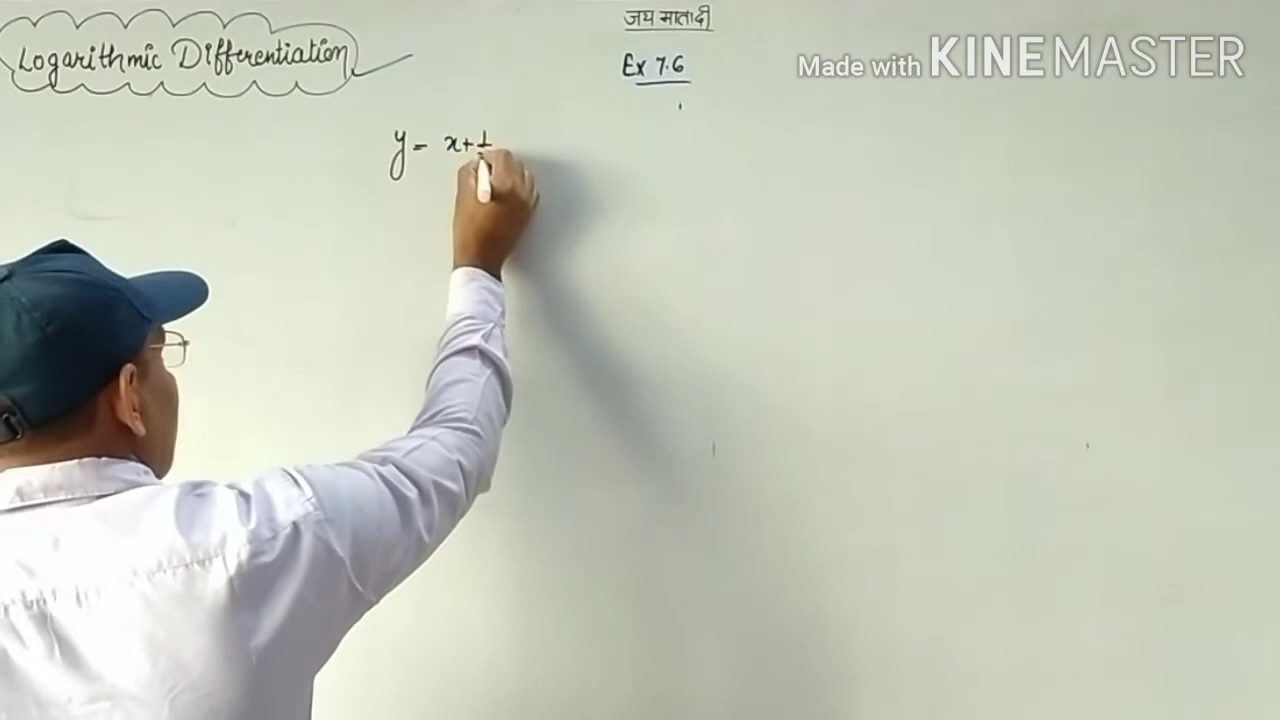 जय माता दी
Made with KINEMASTER
Logarithmic Differentiation
Ex 7.6
y = x + 1